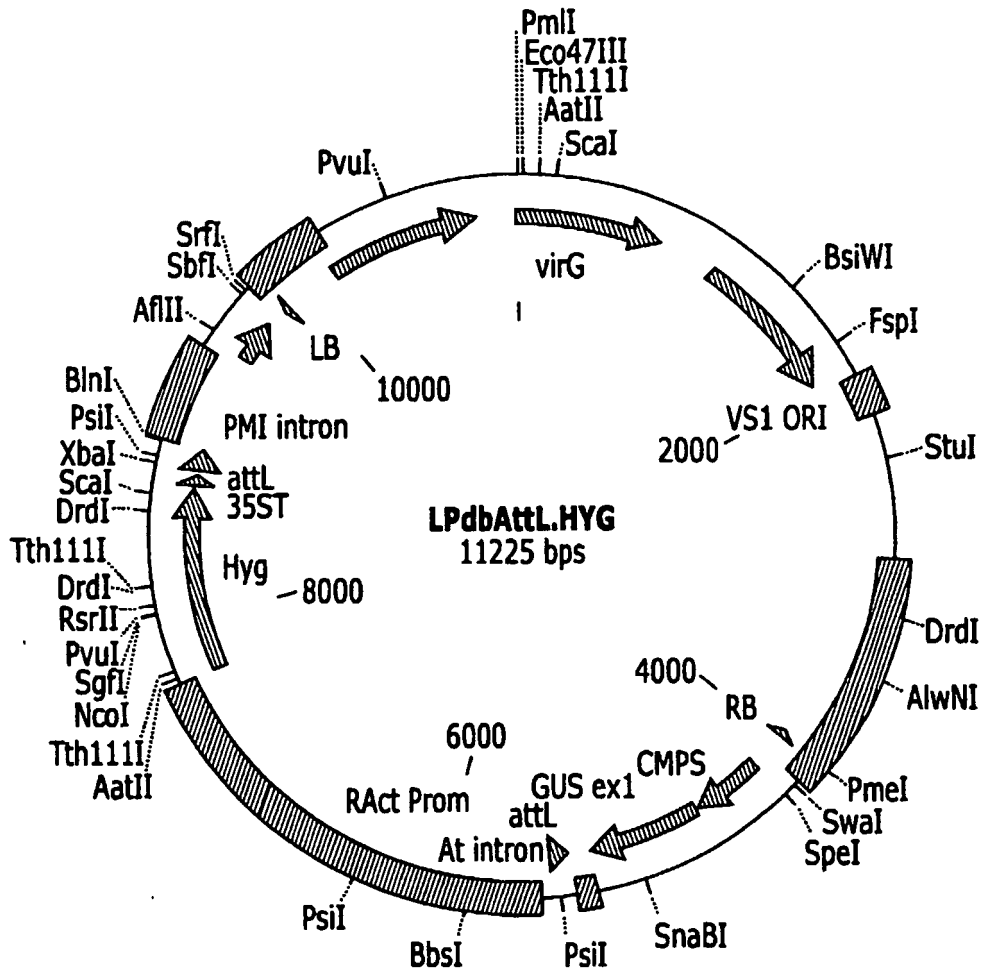 PmlI
Eco47III
Tth111I
AatII
ScaI
PvuI
SrfI
SbfI
AflII
BlnI
PsiI
XbaI
ScaI
DrdI
Tth111I
DrdI
RsrII
PvuI
SgfI
NcoI
Tth111I
AatII
PsiI
BbsI
PsiI
SnaBI
SpeI
SwaI
PmeI
AlwNI
DrdI
StuI
FspI
BsiWI
virG
LB
10000
PMI intron
attL
35ST
Hyg
8000
VS1 ORI
2000
LPdbAttL.HYG
11225 bps
4000
RB
6000
CMPS
GUS ex1
RAct Prom
attL
At intron